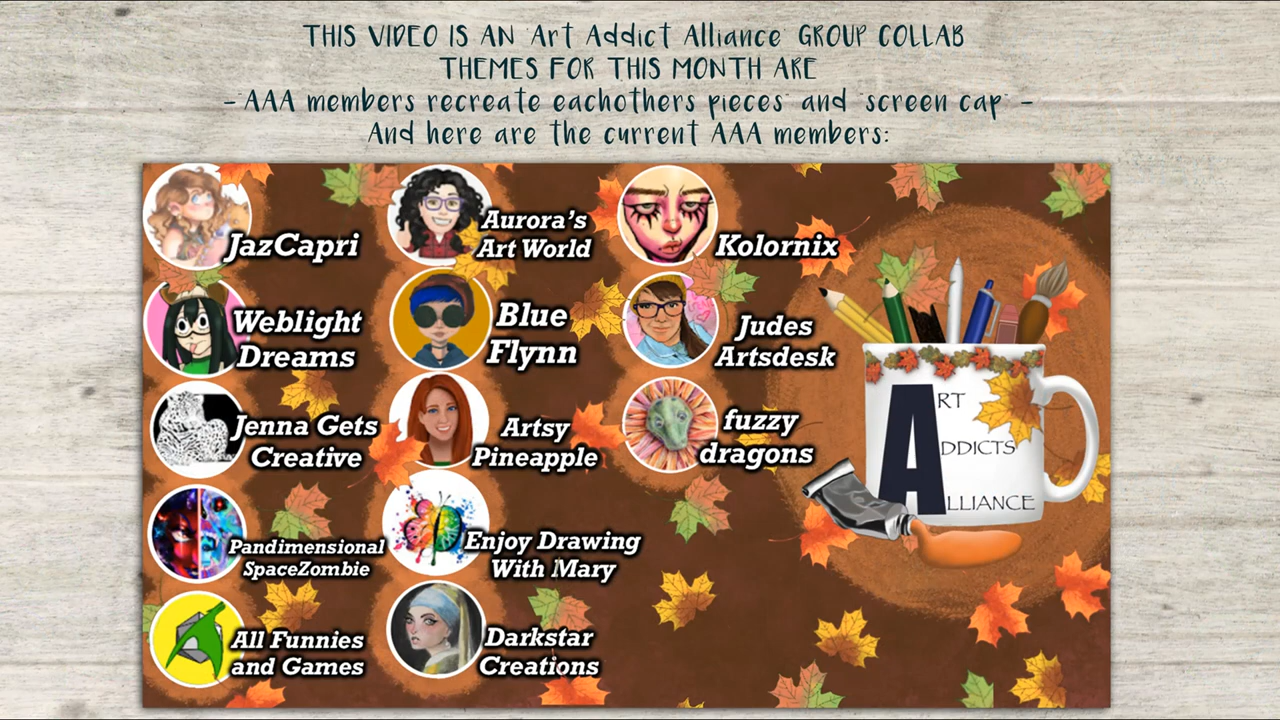 THIS VIDEO IS AN 'Art Addict Alliance' GROUP COLLAB
THEMES FOR THIS MONTH ARE
- AAA members recreate eachothers pieces" and "screen cap" -
And here are the current AAA members:
JazCapri
Aurora's
Art World
Kolornix
Weblight
Dreams
Blue
Flynn
Judes
Artsdesk
Jenna Gets
Creative
Artsy
Pineapple
fuzzy
dragons
Pandimensional
SpaceZombie
Enjoy Drawing
With Mary
All Funnies
and Games
Darkstar
Creations
ART
ADDICTS
ALLIANCE